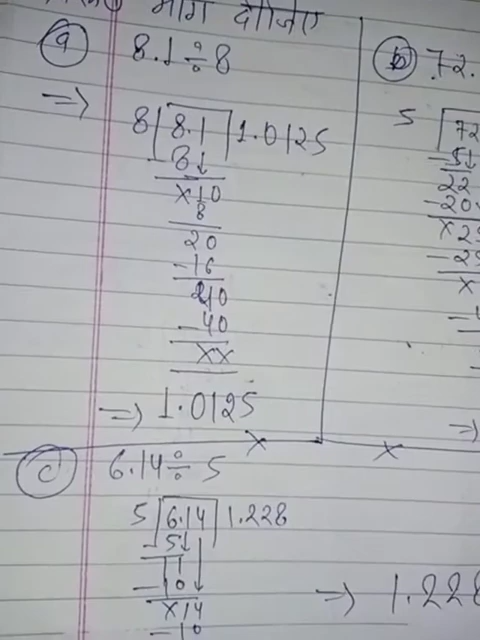 भाग दीजिए
(a) 8.1 ÷ 8
⇒ 8 | 8.1 | 1.0125
- 8 ↓
x10
8
20
-16
40
-40
xx
⇒ 1.0125
(b) 72.
5 | 72
-5↓
22
-20
x2
-2
x
⇒
(c) 6.14 ÷ 5
5 | 6.14 | 1.228
-5↓
11
-10↓
x14
-10
⇒ 1.228